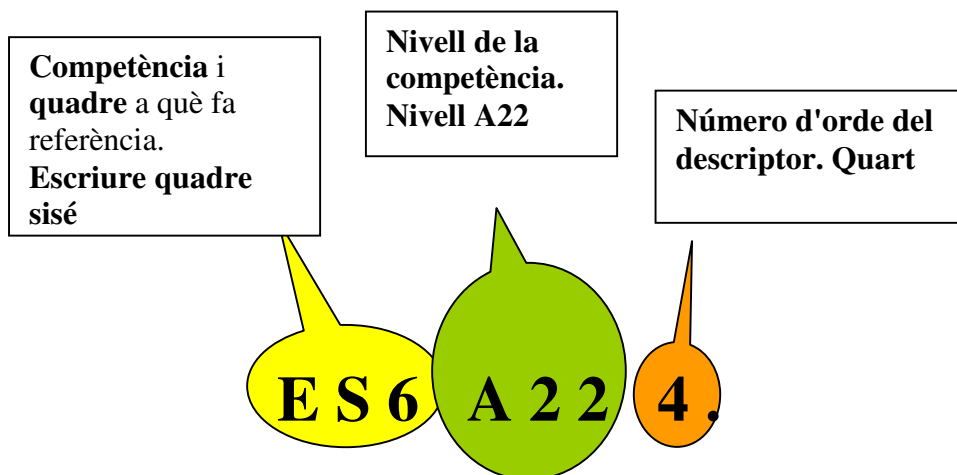 Competència i
quadre a què fa
referència.
Escriure quadre
sisé
Nivell de la
competència.
Nivell A22
Número d'orde del
descriptor. Quart
E S 6 A 2 2 4 .